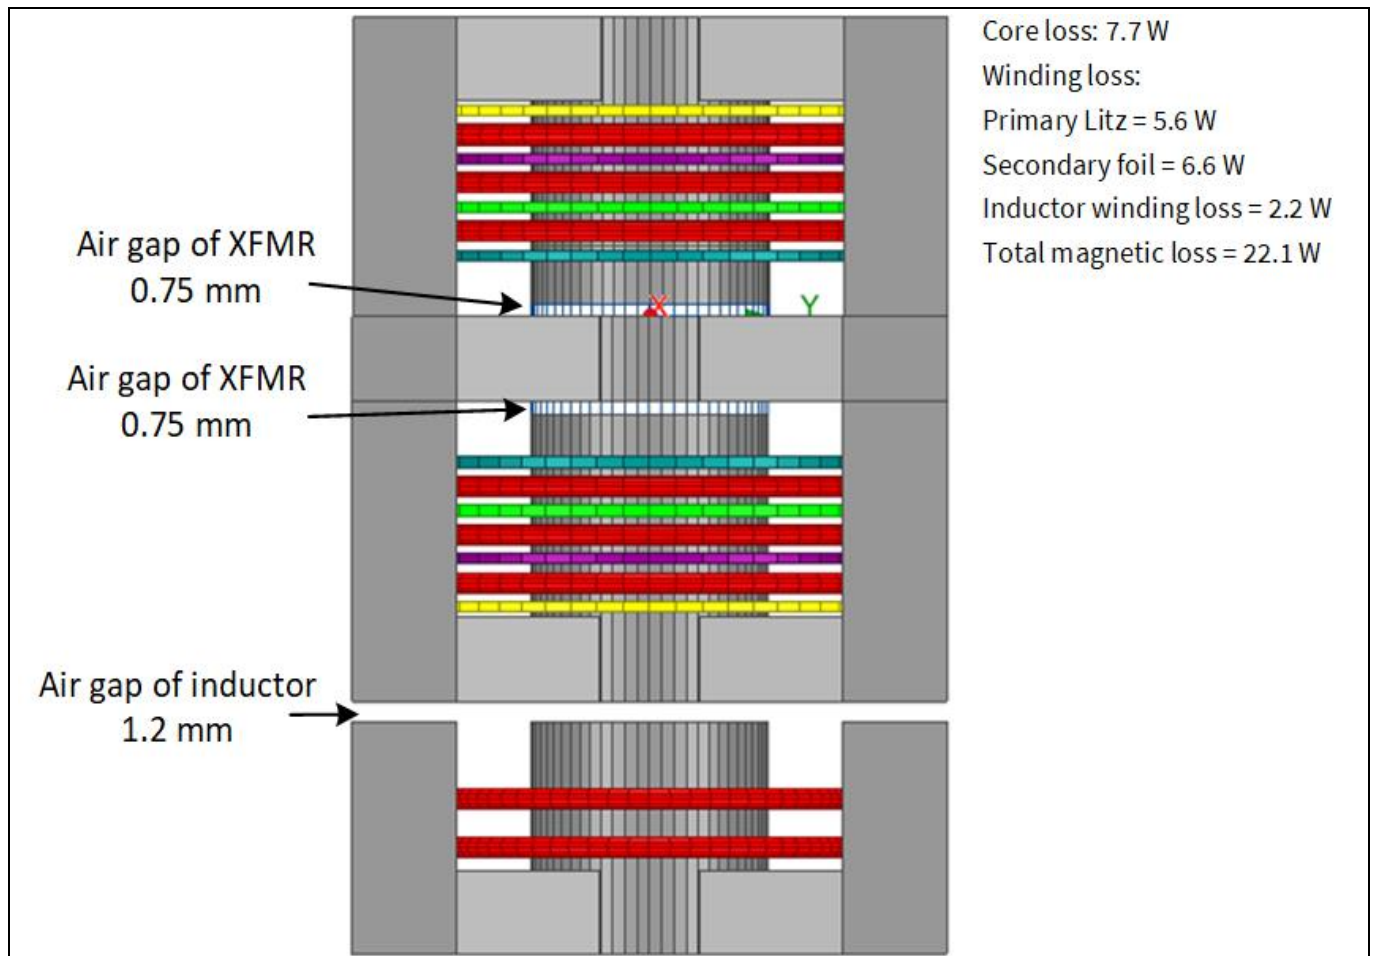 Core loss: 7.7 W
Winding loss:
Primary Litz = 5.6 W
Secondary foil = 6.6 W
Inductor winding loss = 2.2 W
Total magnetic loss = 22.1 W
Air gap of XFMR
0.75 mm
X
Y
Air gap of XFMR
0.75 mm
Air gap of inductor
1.2 mm